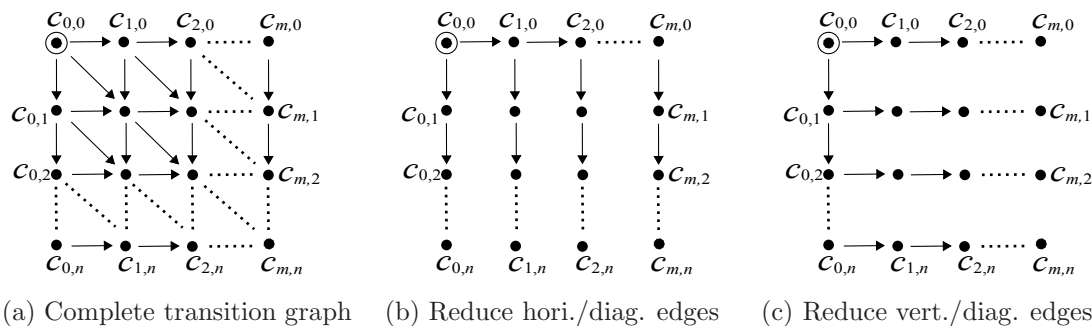 C0,0 C1,0 C2,0 Cm,0
C0,1 Cm,1
C0,2 Cm,2
C0,n C1,n C2,n Cm,n
(a) Complete transition graph
C0,0 C1,0 C2,0 Cm,0
C0,1 Cm,1
C0,2 Cm,2
C0,n C1,n C2,n Cm,n
(b) Reduce hori./diag. edges
C0,0 C1,0 C2,0 Cm,0
C0,1 Cm,1
C0,2 Cm,2
C0,n C1,n C2,n Cm,n
(c) Reduce vert./diag. edges